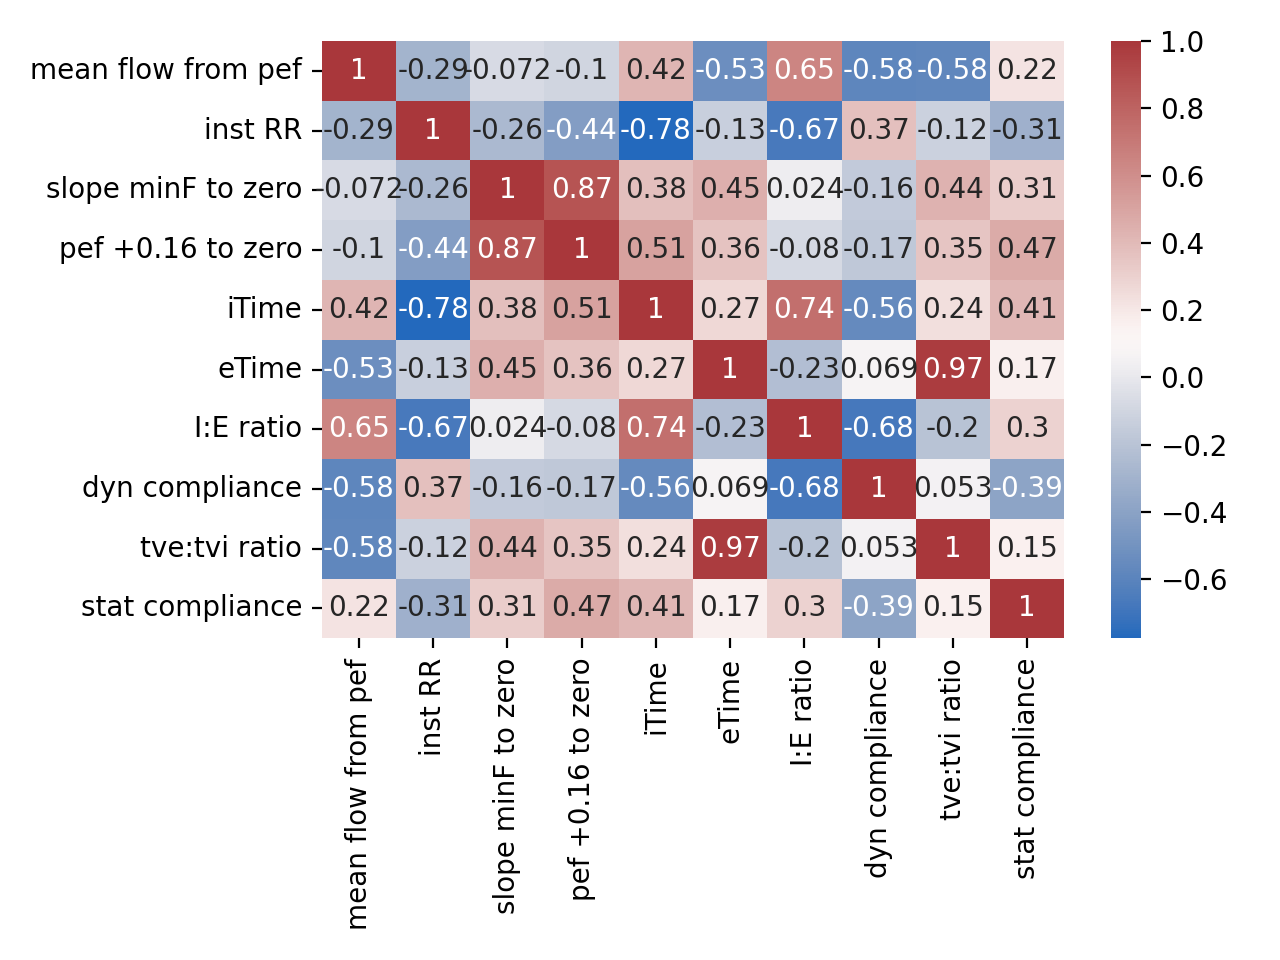 mean flow from pef 1 -0.29 -0.072 -0.1 0.42 -0.53 0.65 -0.58 -0.58 0.22
inst RR -0.29 1 -0.26 -0.44 -0.78 -0.13 -0.67 0.37 -0.12 -0.31
slope minF to zero -0.072 -0.26 1 0.87 0.38 0.45 0.024 -0.16 0.44 0.31
pef +0.16 to zero -0.1 -0.44 0.87 1 0.51 0.36 -0.08 -0.17 0.35 0.47
iTime 0.42 -0.78 0.38 0.51 1 0.27 0.74 -0.56 0.24 0.41
eTime -0.53 -0.13 0.45 0.36 0.27 1 -0.23 0.069 0.97 0.17
I:E ratio 0.65 -0.67 0.024 -0.08 0.74 -0.23 1 -0.68 -0.2 0.3
dyn compliance -0.58 0.37 -0.16 -0.17 -0.56 0.069 -0.68 1 0.053 -0.39
tve:tvi ratio -0.58 -0.12 0.44 0.35 0.24 0.97 -0.2 0.053 1 0.15
stat compliance 0.22 -0.31 0.31 0.47 0.41 0.17 0.3 -0.39 0.15 1
mean flow from pef
inst RR
slope minF to zero
pef +0.16 to zero
iTime
eTime
I:E ratio
dyn compliance
tve:tvi ratio
stat compliance
1.0
0.8
0.6
0.4
0.2
0.0
−0.2
−0.4
−0.6